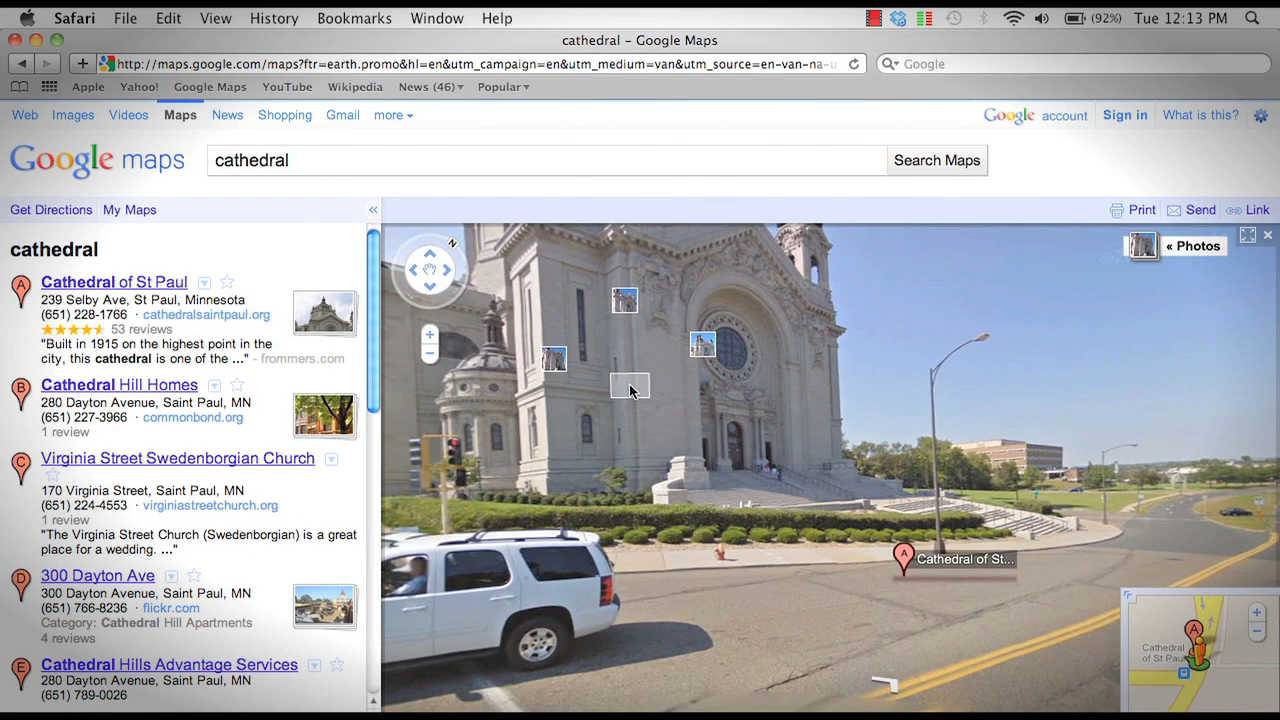 Safari File Edit View History Bookmarks Window Help (92%) Tue 12:13 PM
cathedral – Google Maps
http://maps.google.com/maps?ftr=earth.promo&hl=en&utm_campaign=en&utm_medium=van&utm_source=en-van-na-u Google
Apple Yahoo! Google Maps YouTube Wikipedia News (46) Popular
Web Images Videos Maps News Shopping Gmail more Google account Sign in What is this?
Google maps cathedral Search Maps
Get Directions My Maps « Print Send Link
cathedral
A Cathedral of St Paul
239 Selby Ave, St Paul, Minnesota
(651) 228-1766 · cathedralsaintpaul.org
53 reviews
"Built in 1915 on the highest point in the
city, this cathedral is one of the ..." - frommers.com
B Cathedral Hill Homes
280 Dayton Avenue, Saint Paul, MN
(651) 227-3966 · commonbond.org
1 review
C Virginia Street Swedenborgian Church
170 Virginia Street, Saint Paul, MN
(651) 224-4553 · virginiastreetchurch.org
1 review
"The Virginia Street Church (Swedenborgian) is a great
place for a wedding. ..."
D 300 Dayton Ave
300 Dayton Avenue, Saint Paul, MN
(651) 766-8236 · flickr.com
Category: Cathedral Hill Apartments
4 reviews
E Cathedral Hills Advantage Services
280 Dayton Avenue, Saint Paul, MN
(651) 789-0026
N
« Photos
A Cathedral of St...
A
Cathedral
of St Pau